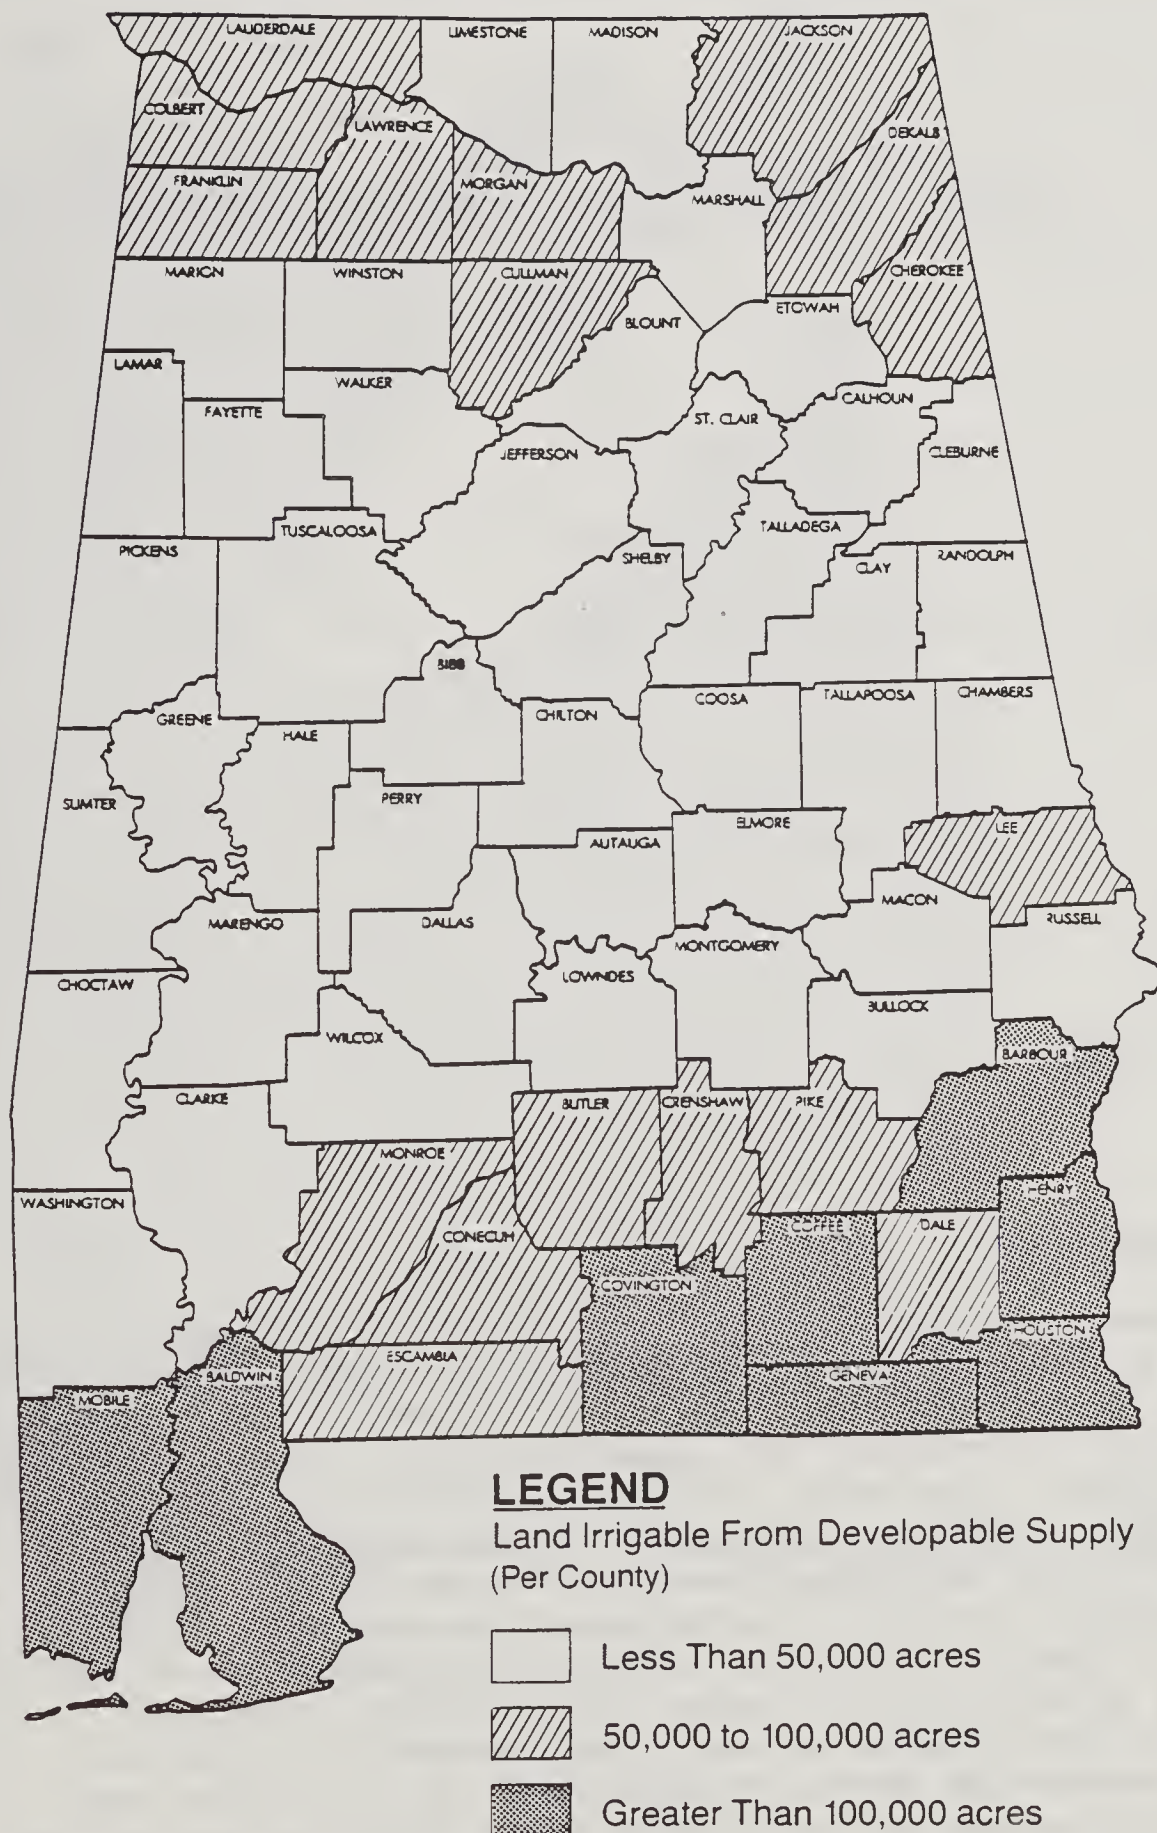 LAUDERDALE
LIMESTONE
MADISON
JACKSON
COLBERT
LAWRENCE
DEKALB
FRANKLIN
MORGAN
MARSHALL
MARION
WINSTON
CULLMAN
CHEROKEE
BLOUNT
ETOWAH
LAMAR
WALKER
FAYETTE
ST. CLAIR
CALHOUN
JEFFERSON
CLEBURNE
TUSCALOOSA
TALLADEGA
PICKENS
SHELBY
CLAY
RANDOLPH
BIBB
GREENE
HALE
CHILTON
COOSA
TALLAPOOSA
CHAMBERS
SUMTER
PERRY
ELMORE
LEE
AUTAUGA
MARENGO
DALLAS
MACON
RUSSELL
MONTGOMERY
CHOCTAW
LOWNDES
BULLOCK
WILCOX
BARBOUR
CLARKE
BUTLER
CRENSHAW
PIKE
MONROE
WASHINGTON
HENRY
CONECUH
COFFEE
DALE
COVINGTON
HOUSTON
ESCAMBIA
BALDWIN
GENEVA
MOBILE
LEGEND
Land Irrigable From Developable Supply
(Per County)
Less Than 50,000 acres
50,000 to 100,000 acres
Greater Than 100,000 acres